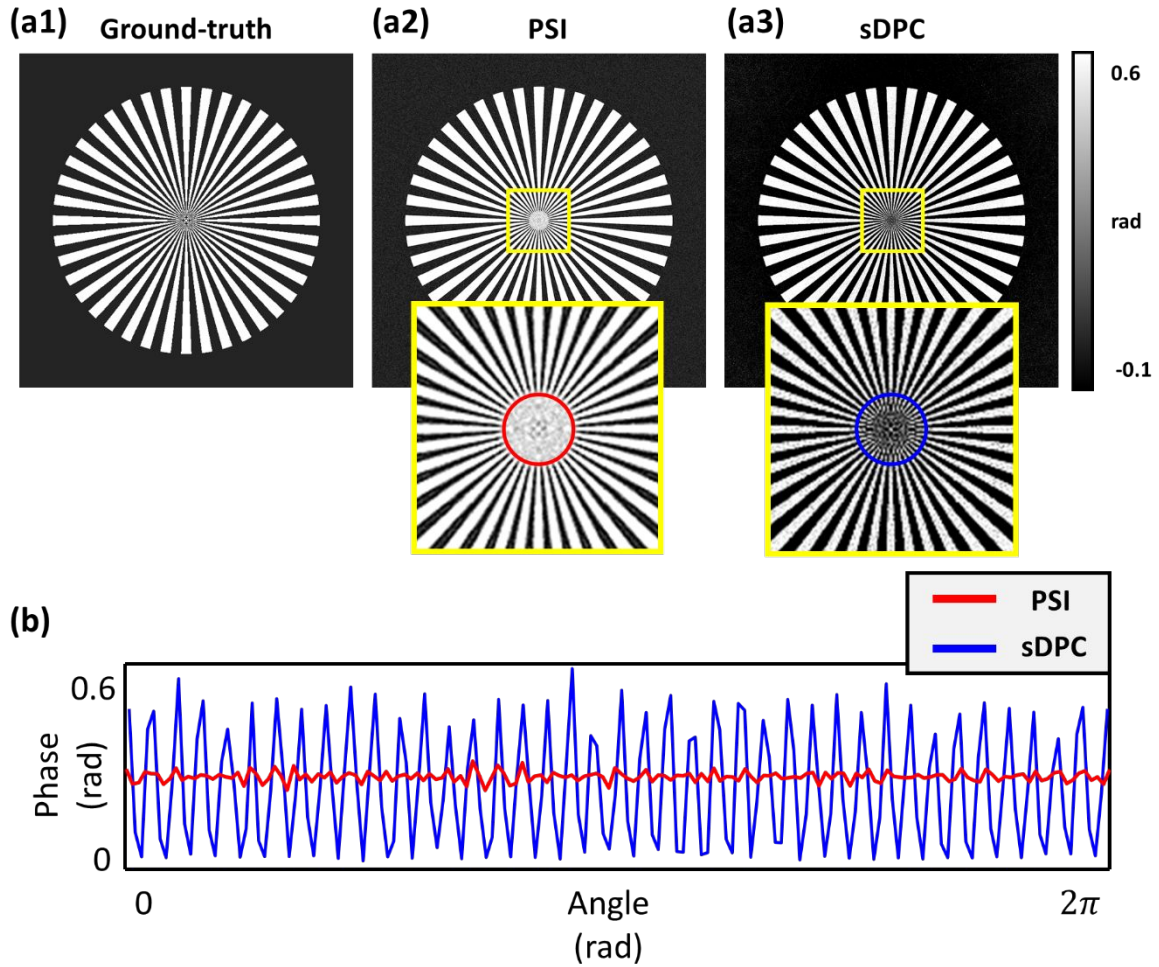 (a1) Ground-truth
(a2) PSI
(a3) sDPC
0.6
rad
-0.1
(b)
PSI
sDPC
0.6
Phase
(rad)
0
0
Angle
(rad)
2π